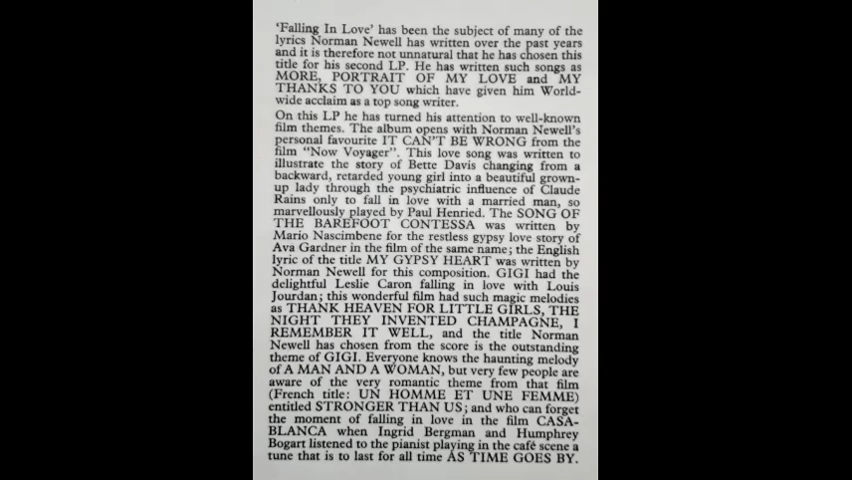 ‘Falling In Love’ has been the subject of many of the
lyrics Norman Newell has written over the past years
and it is therefore not unnatural that he has chosen this
title for his second LP. He has written such songs as
MORE, PORTRAIT OF MY LOVE and MY
THANKS TO YOU which have given him World-
wide acclaim as a top song writer.
On this LP he has turned his attention to well-known
film themes. The album opens with Norman Newell’s
personal favourite IT CAN’T BE WRONG from the
film “Now Voyager”. This love song was written to
illustrate the story of Bette Davis changing from a
backward, retarded young girl into a beautiful grown-
up lady through the psychiatric influence of Claude
Rains only to fall in love with a married man, so
marvellously played by Paul Henried. The SONG OF
THE BAREFOOT CONTESSA was written by
Mario Nascimbene for the restless gypsy love story of
Ava Gardner in the film of the same name; the English
lyric of the title MY GYPSY HEART was written by
Norman Newell for this composition. GIGI had the
delightful Leslie Caron falling in love with Louis
Jourdan; this wonderful film had such magic melodies
as THANK HEAVEN FOR LITTLE GIRLS, THE
NIGHT THEY INVENTED CHAMPAGNE, I
REMEMBER IT WELL, and the title Norman
Newell has chosen from the score is the outstanding
theme of GIGI. Everyone knows the haunting melody
of A MAN AND A WOMAN, but very few people are
aware of the very romantic theme from that film
(French title: UN HOMME ET UNE FEMME)
entitled STRONGER THAN US; and who can forget
the moment of falling in love in the film CASA-
BLANCA when Ingrid Bergman and Humphrey
Bogart listened to the pianist playing in the café scene a
tune that is to last for all time AS TIME GOES BY.